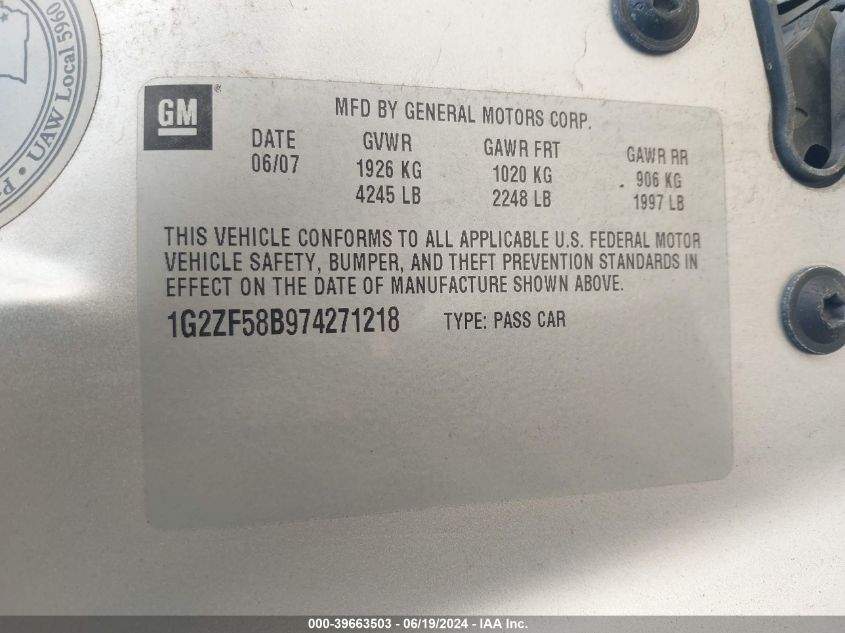 UAW Local 5960
GM
MFD BY GENERAL MOTORS CORP.
DATE GVWR GAWR FRT GAWR RR
06/07 1926 KG 1020 KG 906 KG
4245 LB 2248 LB 1997 LB
THIS VEHICLE CONFORMS TO ALL APPLICABLE U.S. FEDERAL MOTOR
VEHICLE SAFETY, BUMPER, AND THEFT PREVENTION STANDARDS IN
EFFECT ON THE DATE OF MANUFACTURE SHOWN ABOVE.
1G2ZF58B974271218 TYPE: PASS CAR
000-39663503 - 06/19/2024 - IAA Inc.